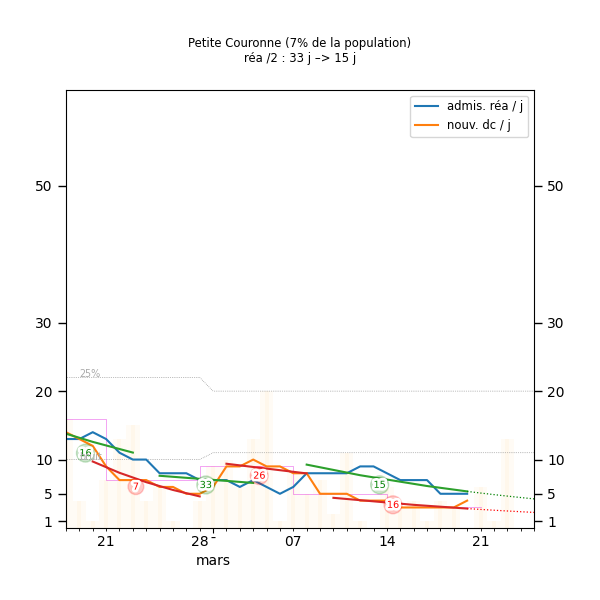 Petite Couronne (7% de la population)
réa /2 : 33 j –> 15 j
admis. réa / j
nouv. dc / j
50 50
30 30
25%
20 20
10 10
16
7
33
26
15
16
5 5
1 1
21 28 07 14 21
mars